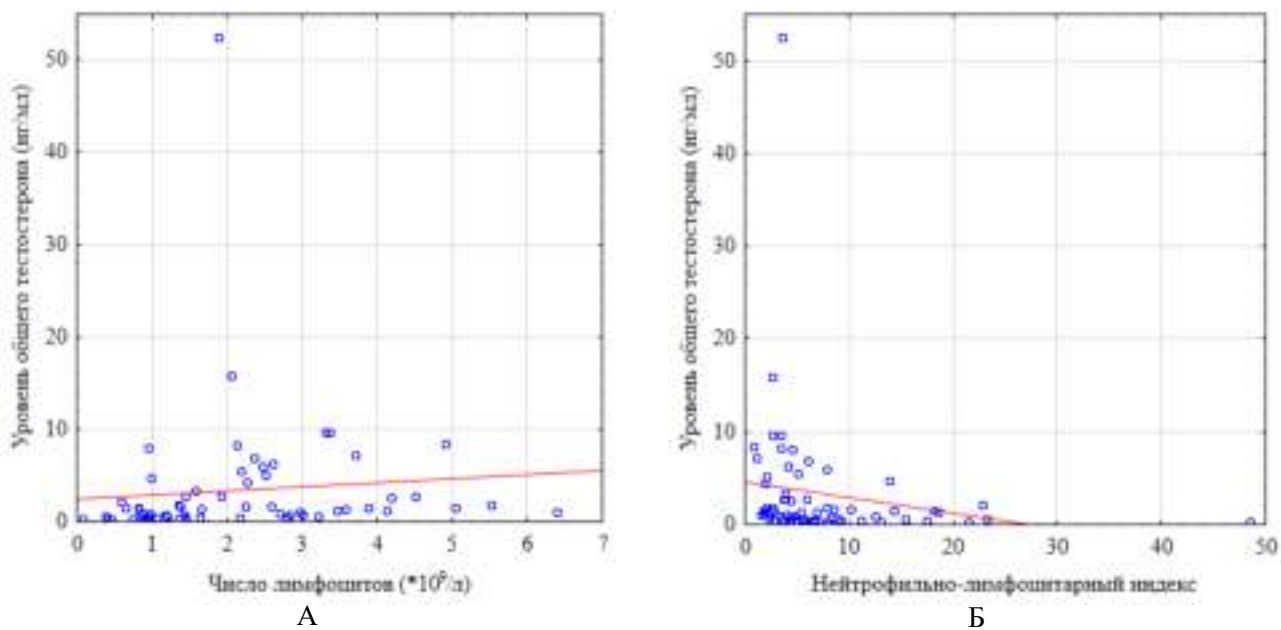 Уровень общего тестостерона (нг/мл)
50
40
30
20
10
0
0 1 2 3 4 5 6 7
Число лимфоцитов (*10⁹/л)
А
Уровень общего тестостерона (нг/мл)
50
40
30
20
10
0
0 10 20 30 40 50
Нейтрофильно-лимфоцитарный индекс
Б